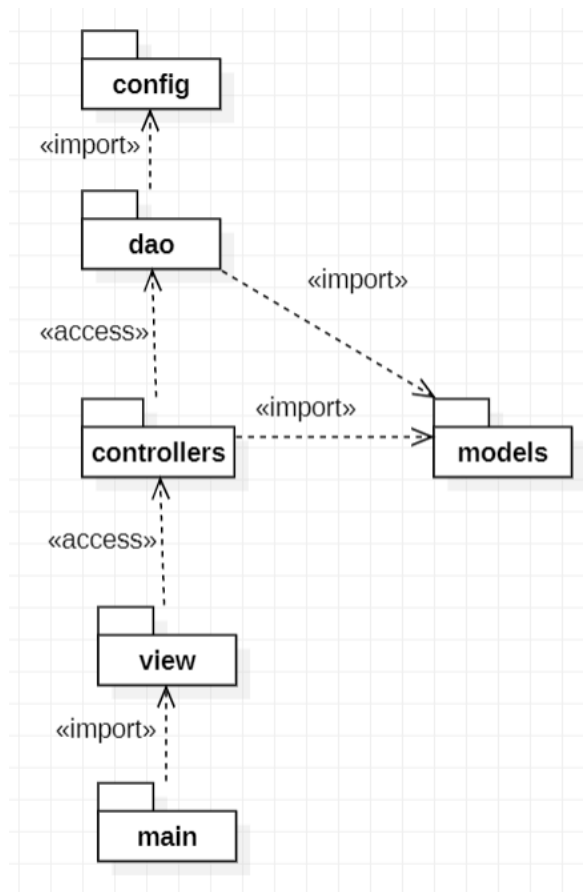 config
«import»
dao
«import»
«access»
«import»
controllers
models
«access»
view
«import»
main